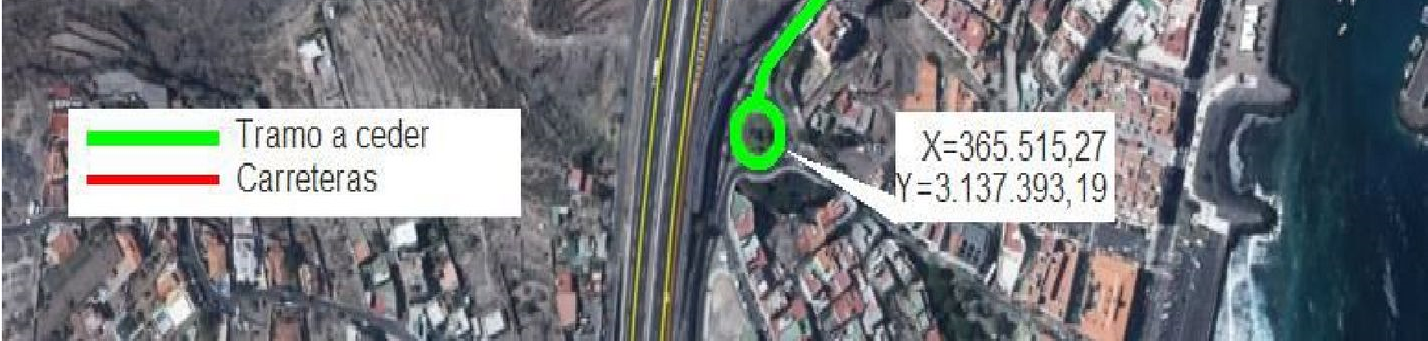 Tramo a ceder
Carreteras
X=365.515,27
Y=3.137.393,19